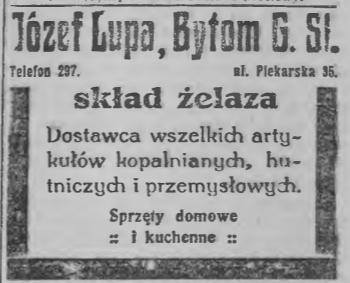 Józef Lupa, Bytom G. Śl.
Telefon 297. ul. Piekarska 35.
skład żelaza
Dostawca wszelkich arty-
kułów kopalnianych, hu-
tniczych i przemysłowych.
Sprzęty domowe
:: i kuchenne ::